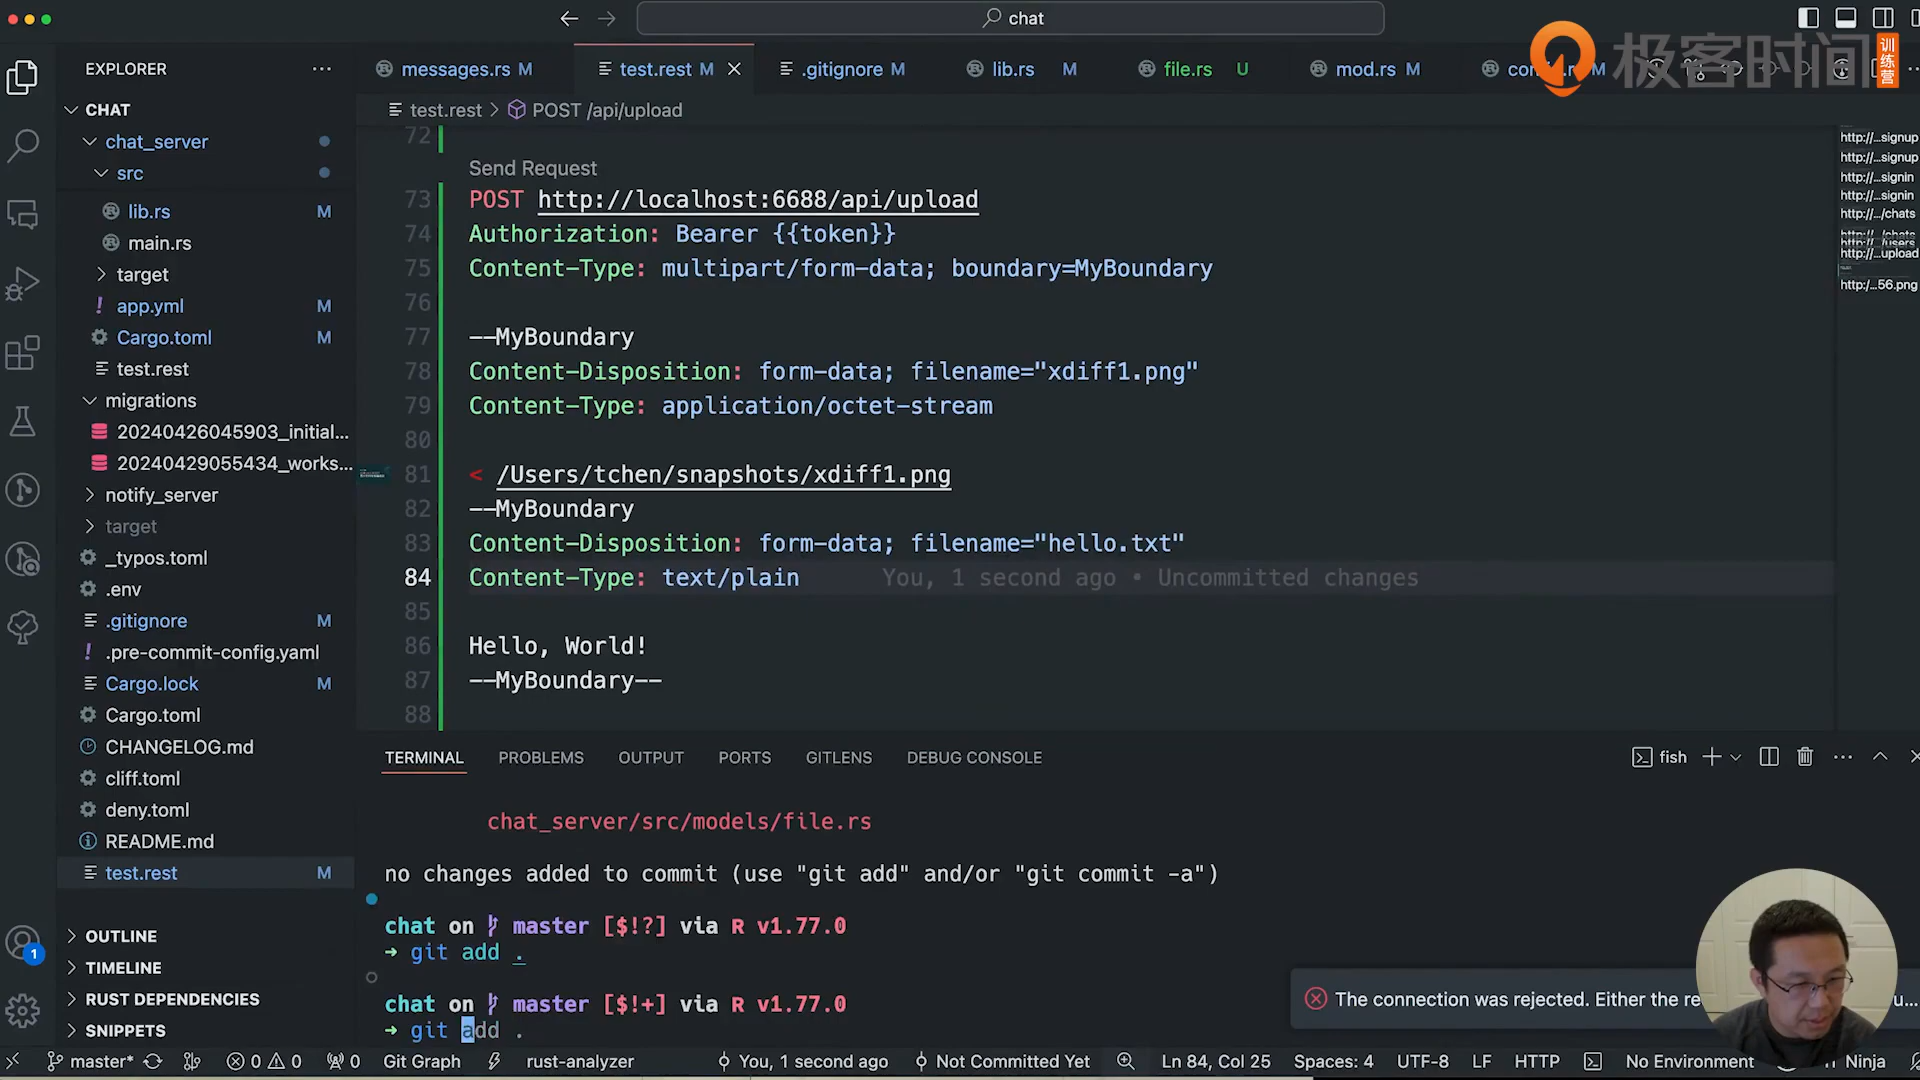 chat
极客时间 训练营
EXPLORER
CHAT
chat_server
src
lib.rs M
main.rs
target
app.yml M
Cargo.toml M
test.rest
migrations
20240426045903_initial...
20240429055434_works...
notify_server
target
_typos.toml
.env
.gitignore M
.pre-commit-config.yaml
Cargo.lock M
Cargo.toml
CHANGELOG.md
cliff.toml
deny.toml
README.md
test.rest M
OUTLINE
TIMELINE
RUST DEPENDENCIES
SNIPPETS
messages.rs M test.rest M .gitignore M lib.rs M file.rs U mod.rs M
test.rest > POST /api/upload
72
Send Request
73 POST http://localhost:6688/api/upload
74 Authorization: Bearer {{token}}
75 Content-Type: multipart/form-data; boundary=MyBoundary
76
77 --MyBoundary
78 Content-Disposition: form-data; filename="xdiff1.png"
79 Content-Type: application/octet-stream
80
81 < /Users/tchen/snapshots/xdiff1.png
82 --MyBoundary
83 Content-Disposition: form-data; filename="hello.txt"
84 Content-Type: text/plain You, 1 second ago • Uncommitted changes
85
86 Hello, World!
87 --MyBoundary--
88
http://...signup
http://...signup
http://...signin
http://...signin
http://.../chats
http://.../chats
http://.../users
http://...upload
http:/...56.png
TERMINAL PROBLEMS OUTPUT PORTS GITLENS DEBUG CONSOLE fish
chat_server/src/models/file.rs
no changes added to commit (use "git add" and/or "git commit -a")
chat on master [$!?] via R v1.77.0
→ git add .
chat on master [$!+] via R v1.77.0
→ git add .
The connection was rejected. Either the re
1
master* 0 0 0 Git Graph rust-analyzer You, 1 second ago Not Committed Yet Ln 84, Col 25 Spaces: 4 UTF-8 LF HTTP No Environment Ninja